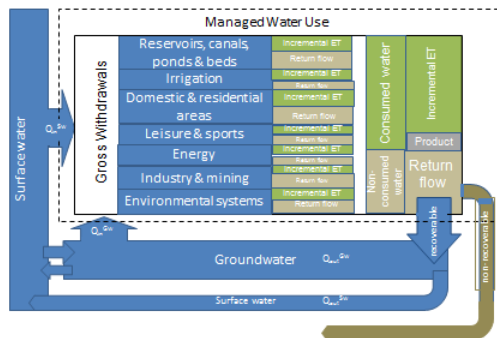 Managed Water Use
Surfacewater
Q_in^SW
Gross Withdrawals
Reservoirs, canals,
ponds & beds
Incremental ET
Return flow
Irrigation
Incremental ET
Return flow
Domestic & residential
areas
Incremental ET
Return flow
Leisure & sports
Incremental ET
Return flow
Energy
Incremental ET
Return flow
Industry & mining
Incremental ET
Return flow
Environmental systems
Incremental ET
Return flow
Consumed water
Non-
consumed
water
Incremental ET
Product
Return
flow
recoverable
non - recoverable
Q_in^GW
Groundwater
Q_out^GW
Surface water
Q_out^SW